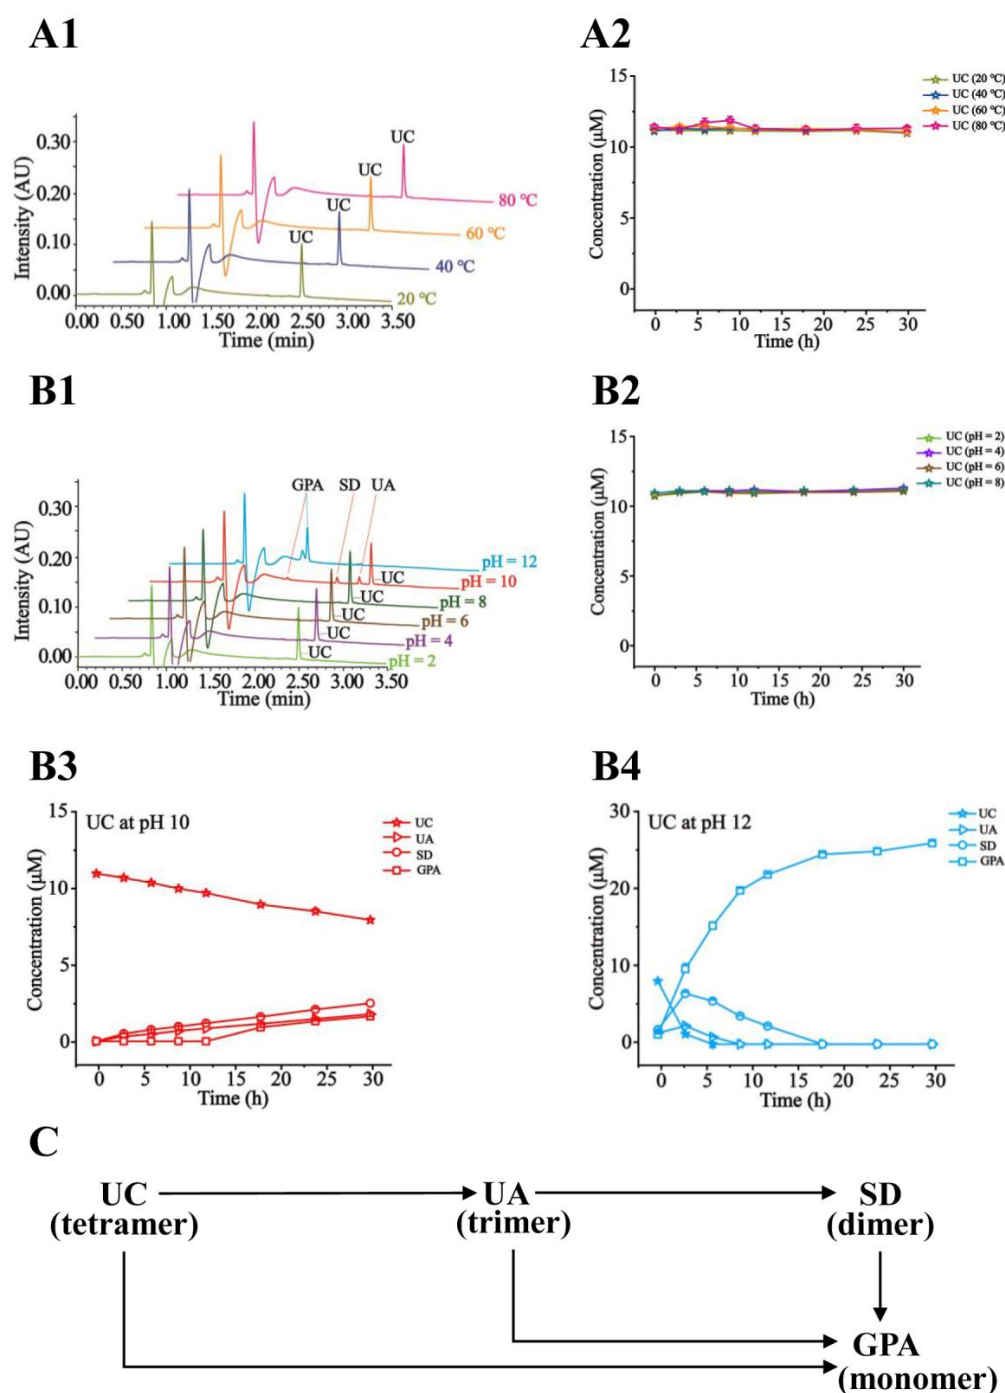 A1
Intensity (AU)
0.30
0.20
0.10
0.00
UC
UC
UC
UC
80 ℃
60 ℃
40 ℃
20 ℃
0.00 0.50 1.00 1.50 2.00 2.50 3.00 3.50
Time (min)
A2
Concentration (μM)
15
10
5
0
UC (20 ℃)
UC (40 ℃)
UC (60 ℃)
UC (80 ℃)
0 5 10 15 20 25 30
Time (h)
B1
Intensity (AU)
0.30
0.20
0.10
0.00
GPA SD UA
UC
UC
UC
UC
UC
pH = 12
pH = 10
pH = 8
pH = 6
pH = 4
pH = 2
0.00 0.50 1.00 1.50 2.00 2.50 3.00 3.50
Time (min)
B2
Concentration (μM)
15
10
5
0
UC (pH = 2)
UC (pH = 4)
UC (pH = 6)
UC (pH = 8)
0 5 10 15 20 25 30
Time (h)
B3
Concentration (μM)
15
10
5
0
UC at pH 10
UC
UA
SD
GPA
0 5 10 15 20 25 30
Time (h)
B4
Concentration (μM)
30
20
10
0
UC at pH 12
UC
UA
SD
GPA
0 5 10 15 20 25 30
Time (h)
C
UC UA SD
(tetramer) (trimer) (dimer)
GPA
(monomer)